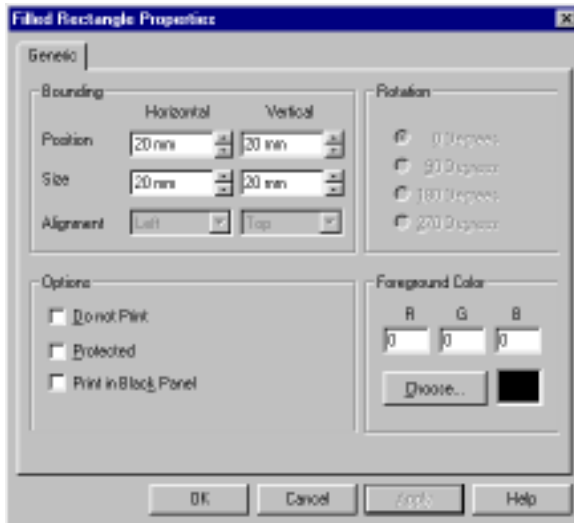 Filled Rectangle Properties
Generic
Bounding
Horizontal Vertical
Position 20 mm 20 mm
Size 20 mm 20 mm
Alignment Left Top
Rotation
0 Degrees
90 Degrees
180 Degrees
270 Degrees
Options
Do not Print
Protected
Print in Black Panel
Foreground Color
R G B
0 0 0
Choose...
OK Cancel Apply Help